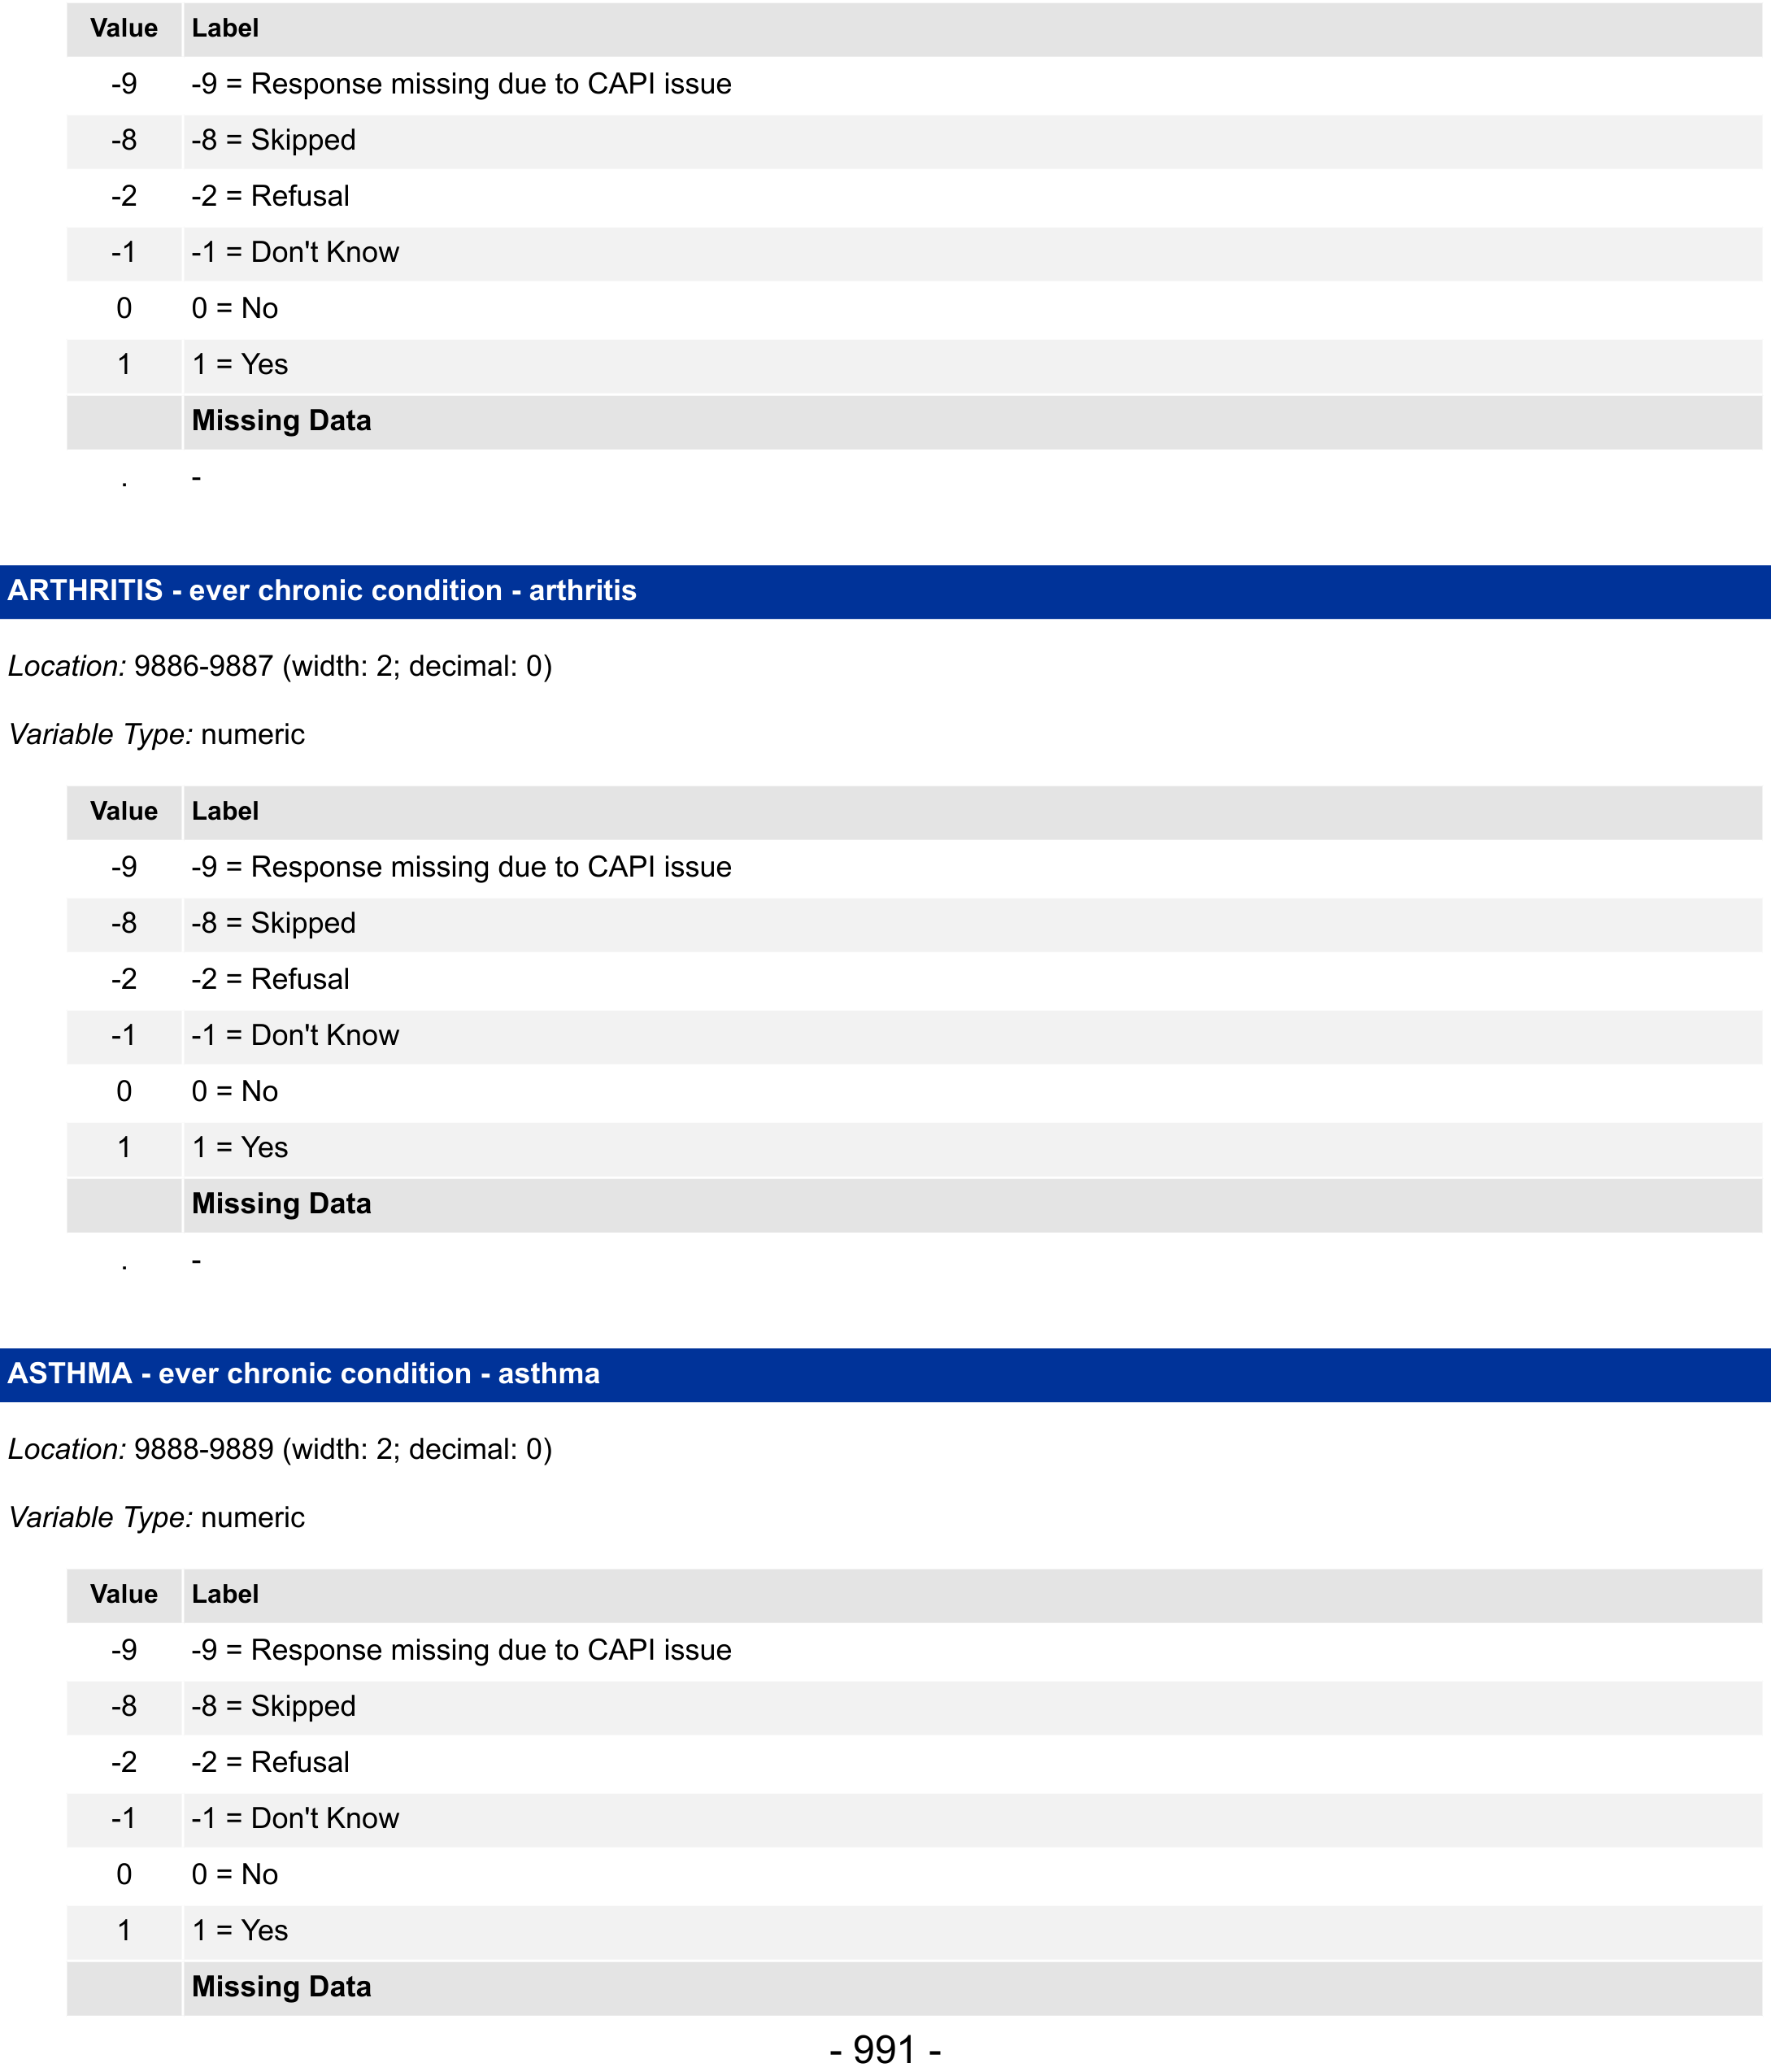 Value Label
-9 -9 = Response missing due to CAPI issue
-8 -8 = Skipped
-2 -2 = Refusal
-1 -1 = Don't Know
0 0 = No
1 1 = Yes
Missing Data
. -
ARTHRITIS - ever chronic condition - arthritis
Location: 9886-9887 (width: 2; decimal: 0)
Variable Type: numeric
Value Label
-9 -9 = Response missing due to CAPI issue
-8 -8 = Skipped
-2 -2 = Refusal
-1 -1 = Don't Know
0 0 = No
1 1 = Yes
Missing Data
. -
ASTHMA - ever chronic condition - asthma
Location: 9888-9889 (width: 2; decimal: 0)
Variable Type: numeric
Value Label
-9 -9 = Response missing due to CAPI issue
-8 -8 = Skipped
-2 -2 = Refusal
-1 -1 = Don't Know
0 0 = No
1 1 = Yes
Missing Data
- 991 -